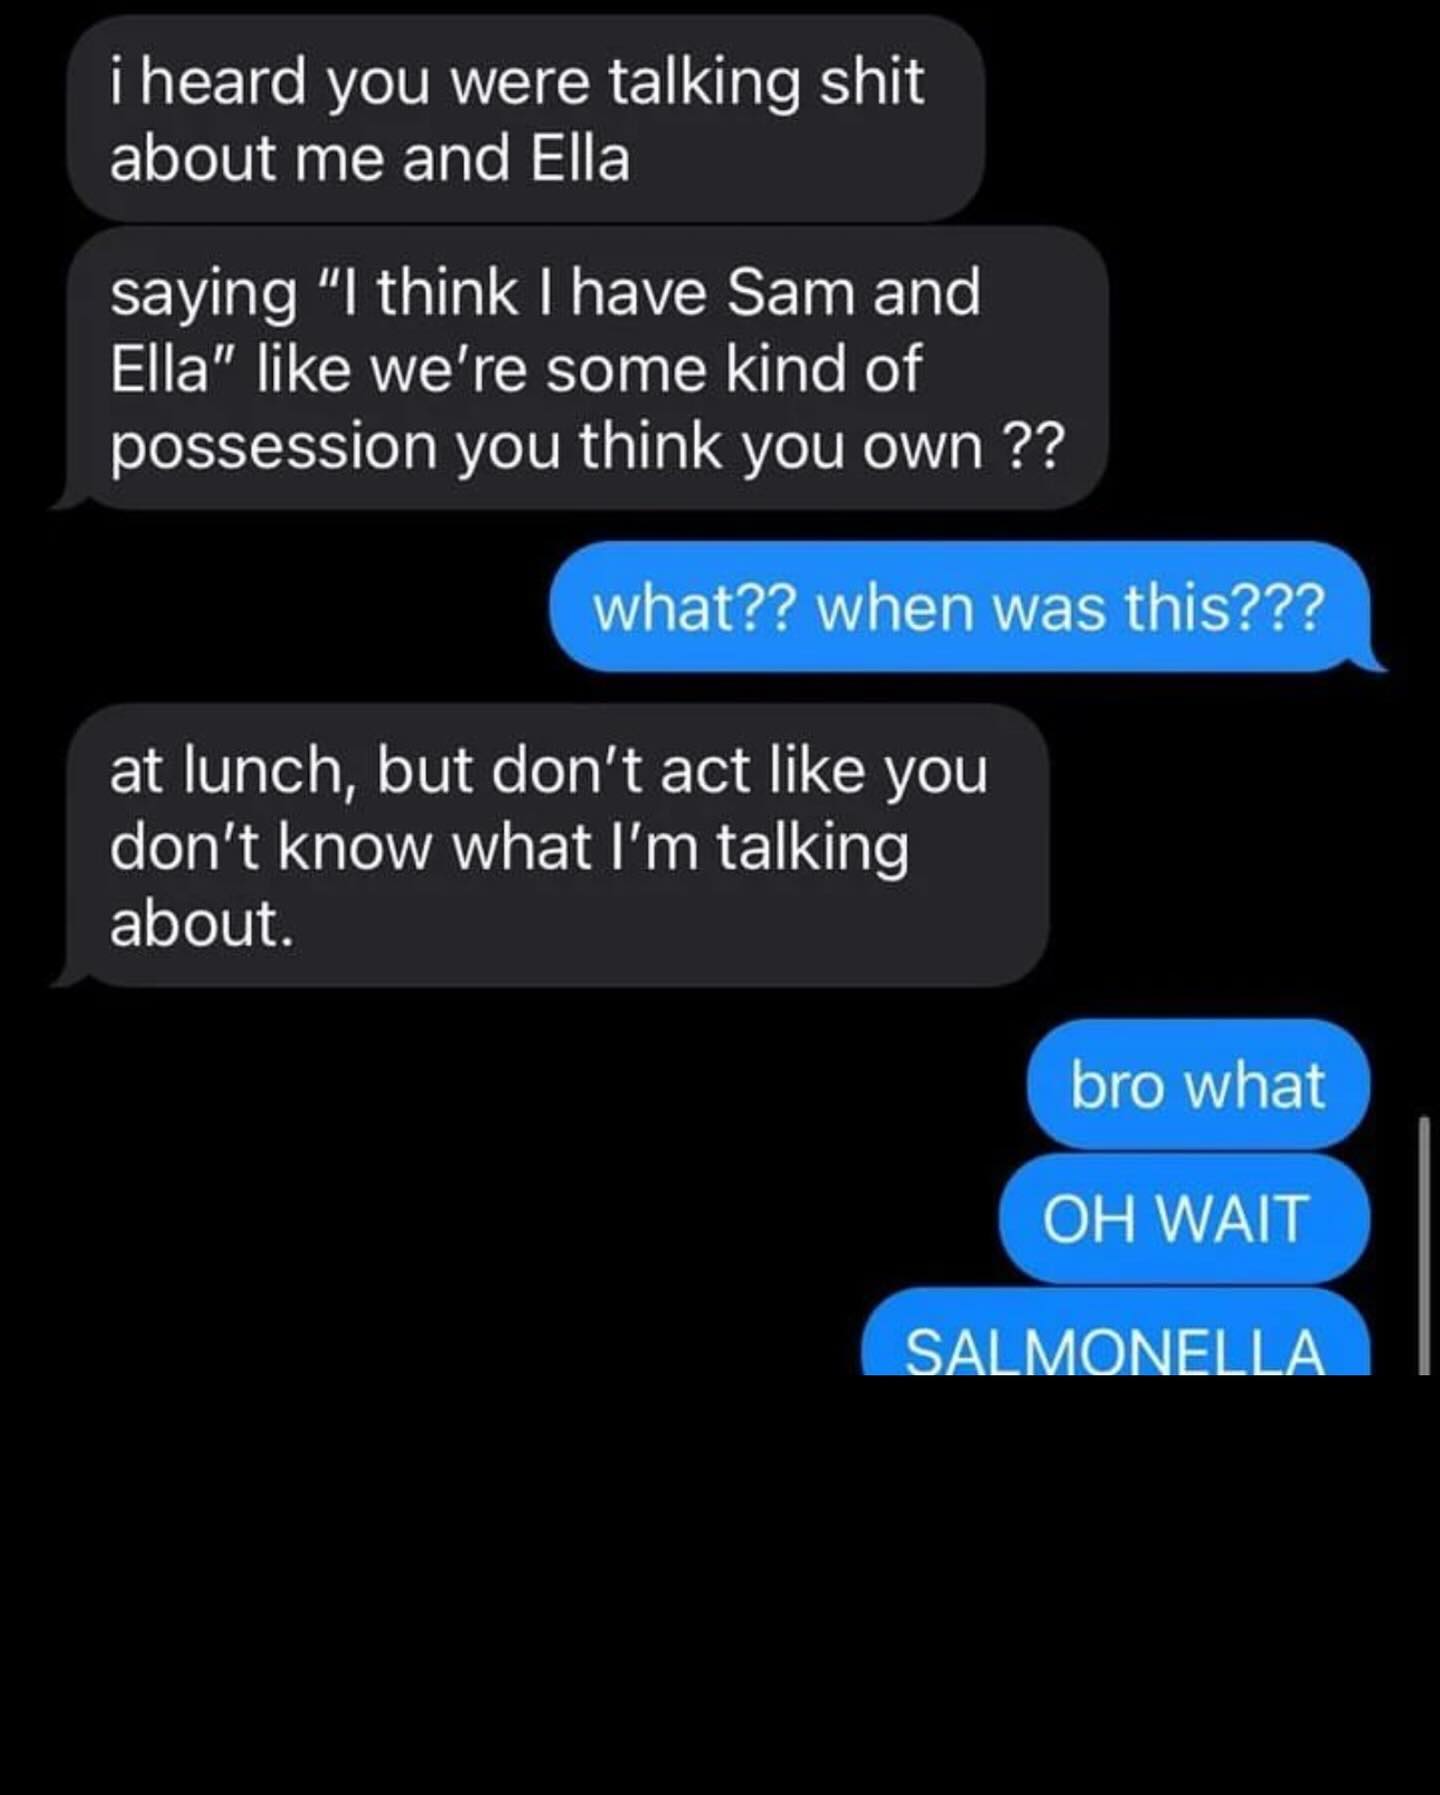 i heard you were talking shit
about me and Ella
saying “I think I have Sam and
Ella” like we’re some kind of
possession you think you own ??
what?? when was this???
at lunch, but don’t act like you
don’t know what I’m talking
about.
bro what
OH WAIT
SALMONELLA